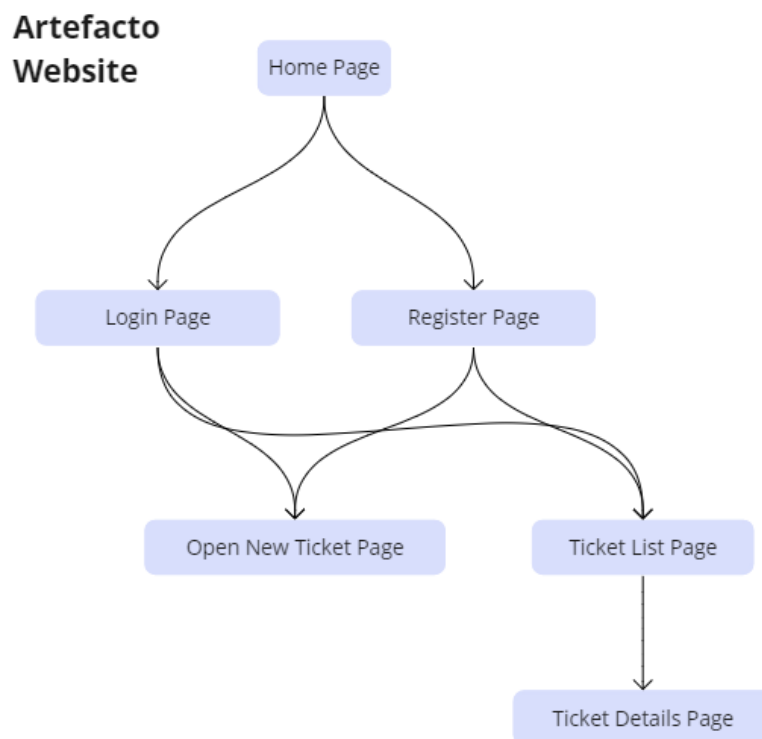 Artefacto
Website
Home Page
Login Page
Register Page
Open New Ticket Page
Ticket List Page
Ticket Details Page